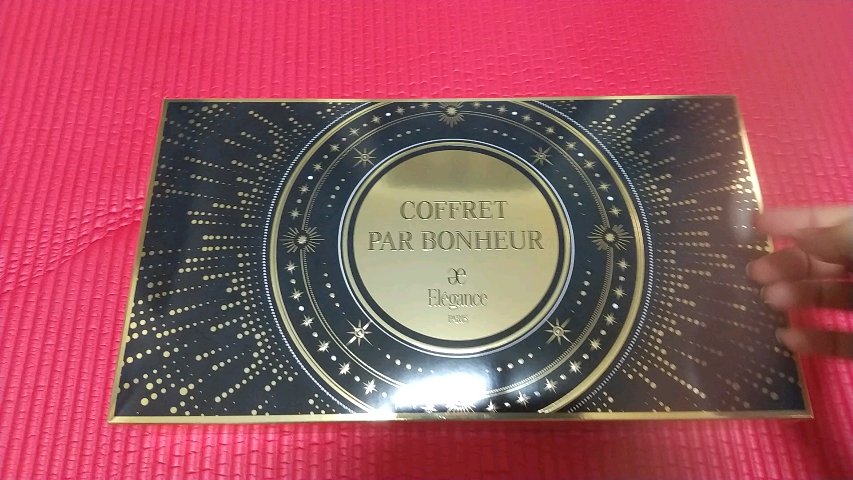 COFFRET
PAR BONHEUR
æ
Elégance
PARIS